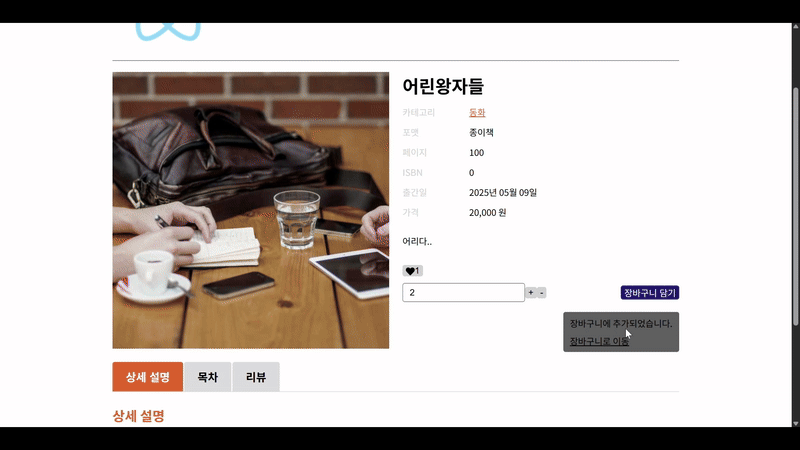 어린왕자들
카테고리 동화
포맷 종이책
페이지 100
ISBN 0
출간일 2025년 05월 09일
가격 20,000 원
어리다..
1
2 + - 장바구니 담기
장바구니에 추가되었습니다.
장바구니로 이동
상세 설명 목차 리뷰
상세 설명